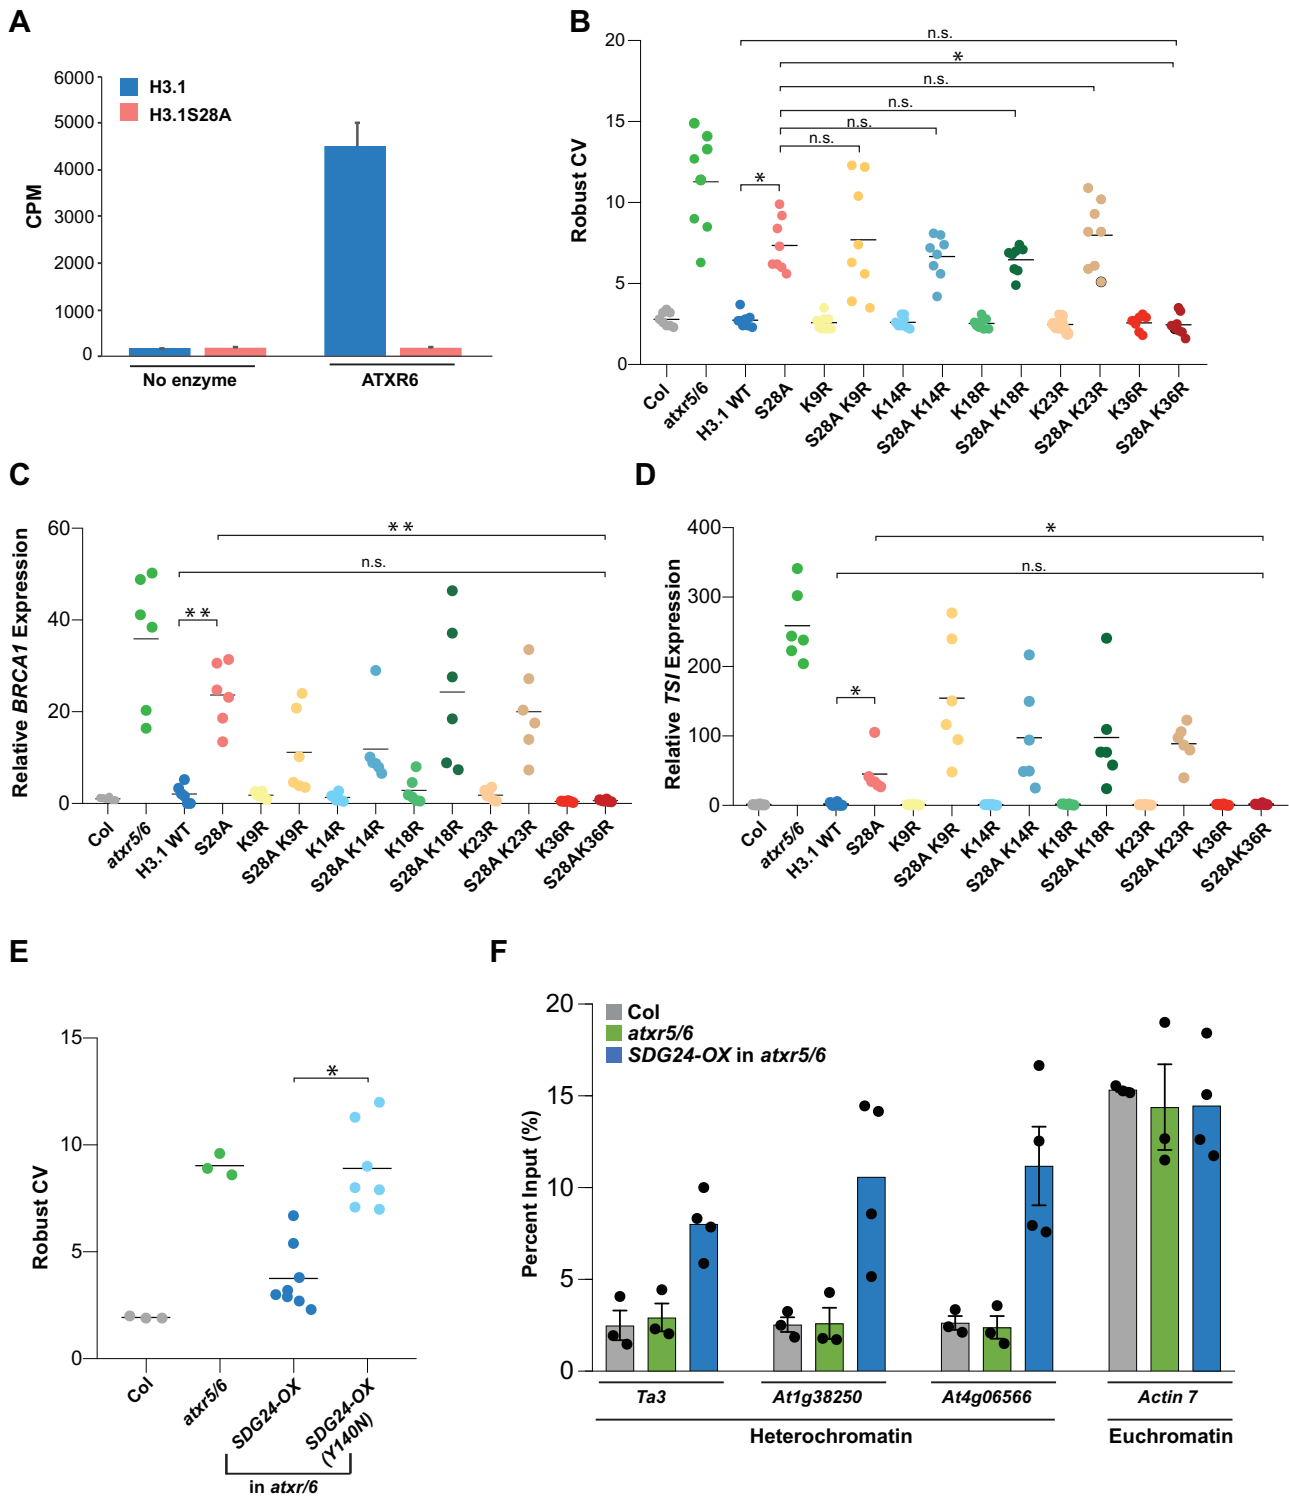 A
6000
5000
4000
3000
2000
1000
0
CPM
H3.1
H3.1S28A
No enzyme
ATXR6
B
20
15
10
5
0
Robust CV
n.s.
*
n.s.
n.s.
n.s.
n.s.
*
Col
atxr5/6
H3.1 WT
S28A
K9R
S28A K9R
K14R
S28A K14R
K18R
S28A K18R
K23R
S28A K23R
K36R
S28A K36R
C
60
40
20
0
Relative BRCA1 Expression
**
n.s.
**
Col
atxr5/6
H3.1 WT
S28A
K9R
S28A K9R
K14R
S28A K14R
K18R
S28A K18R
K23R
S28A K23R
K36R
S28AK36R
D
400
300
200
100
0
Relative TSI Expression
*
n.s.
*
Col
atxr5/6
H3.1 WT
S28A
K9R
S28A K9R
K14R
S28A K14R
K18R
S28A K18R
K23R
S28A K23R
K36R
S28AK36R
E
15
10
5
0
Robust CV
*
Col
atxr5/6
SDG24-OX
SDG24-OX
(Y140N)
in atxr/6
F
20
15
10
5
0
Percent Input (%)
Col
atxr5/6
SDG24-OX in atxr5/6
Ta3
At1g38250
At4g06566
Actin 7
Heterochromatin
Euchromatin